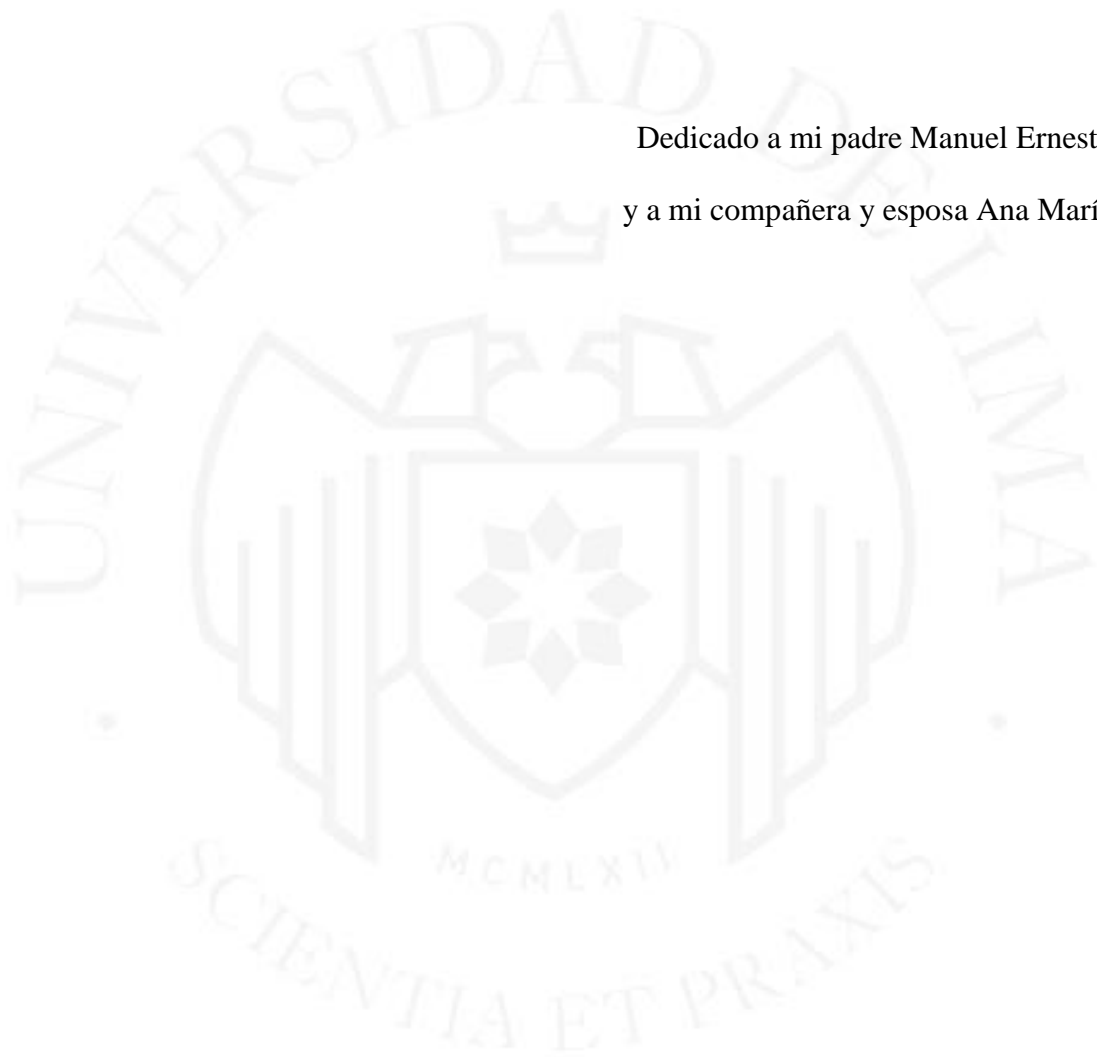 Dedicado a mi padre Manuel Ernest
y a mi compañera y esposa Ana Marí
UNIVERSIDAD DE LIMA
MCMLXII
SCIENTIA ET PRAXIS